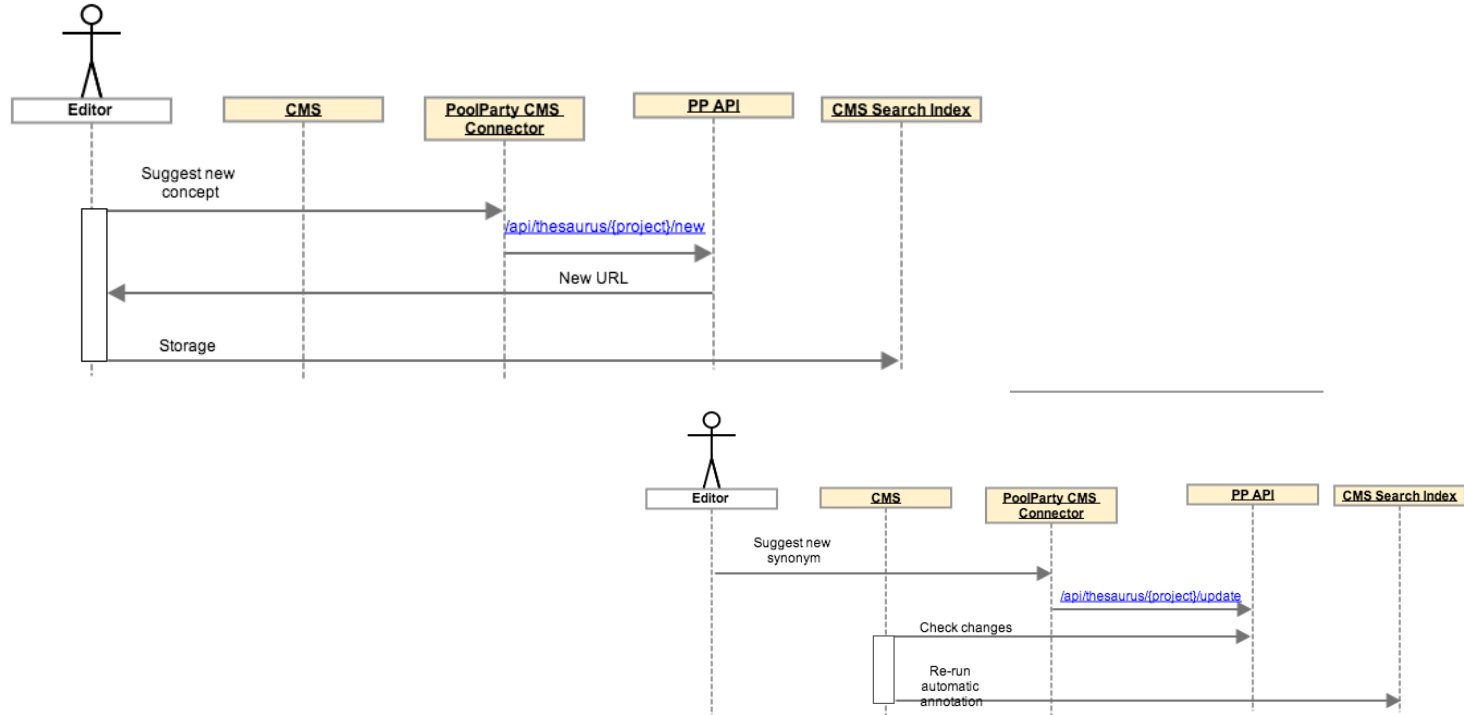 Editor
CMS
PoolParty CMS
Connector
PP API
CMS Search Index
Suggest new
concept
/api/thesaurus/{project}/new
New URL
Storage
Editor
CMS
PoolParty CMS
Connector
PP API
CMS Search Index
Suggest new
synonym
/api/thesaurus/{project}/update
Check changes
Re-run
automatic
annotation